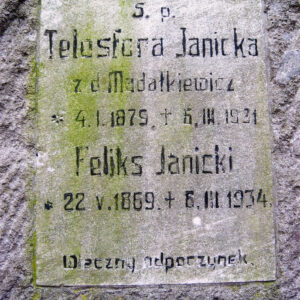 Ś. p.
Telesfora Janicka
z d. Madałkiewicz
* 4. I. 1879. + 6. III. 1931
Feliks Janicki
* 22 v. 1869. + 6 III 1934.
Wieczny odpoczynek.